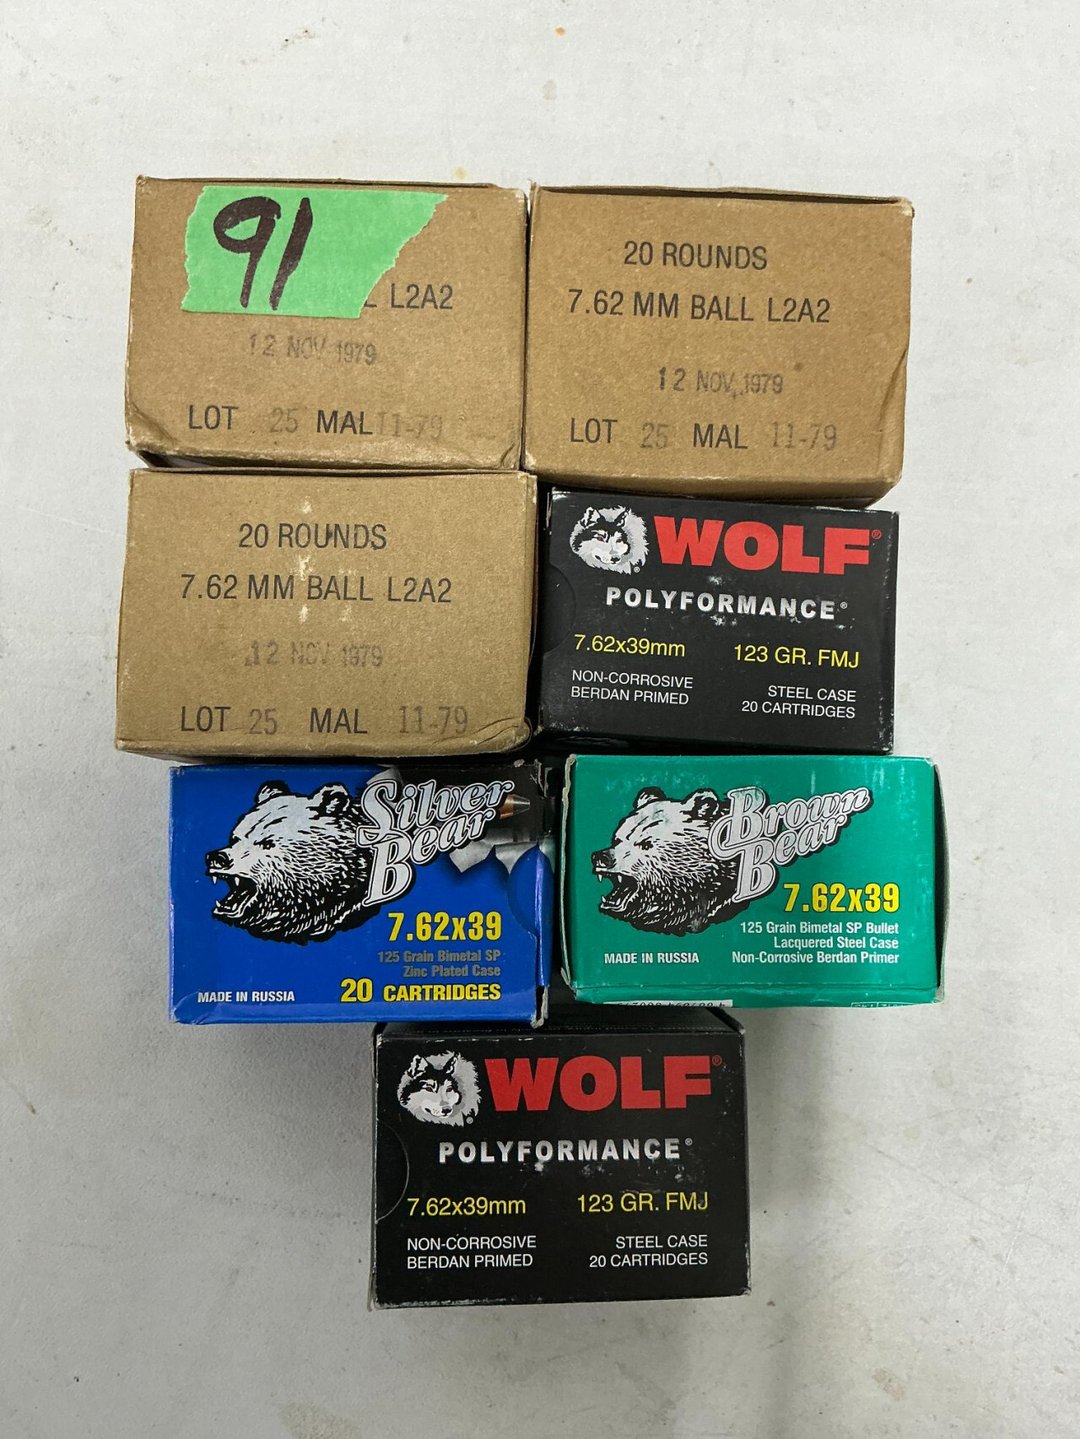 91
L2A2
12 NOV 1979
LOT 25 MAL 11-79
20 ROUNDS
7.62 MM BALL L2A2
12 NOV 1979
LOT 25 MAL 11-79
20 ROUNDS
7.62 MM BALL L2A2
12 NOV 1979
LOT 25 MAL 11-79
WOLF®
POLYFORMANCE®
7.62x39mm 123 GR. FMJ
NON-CORROSIVE STEEL CASE
BERDAN PRIMED 20 CARTRIDGES
Silver
Bear
7.62x39
125 Grain Bimetal SP
Zinc Plated Case
MADE IN RUSSIA 20 CARTRIDGES
Brown
Bear
7.62x39
125 Grain Bimetal SP Bullet
Lacquered Steel Case
MADE IN RUSSIA Non-Corrosive Berdan Primer
WOLF®
POLYFORMANCE®
7.62x39mm 123 GR. FMJ
NON-CORROSIVE STEEL CASE
BERDAN PRIMED 20 CARTRIDGES